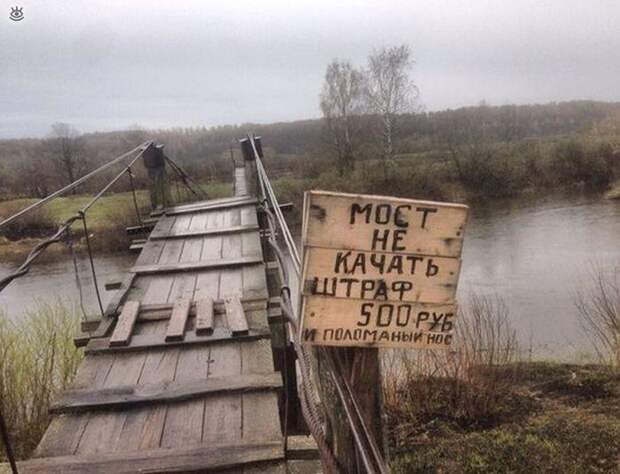 МОСТ
НЕ
КАЧАТЬ
ШТРАФ
500 РУБ
И ПОЛОМАНЫЙ НОС